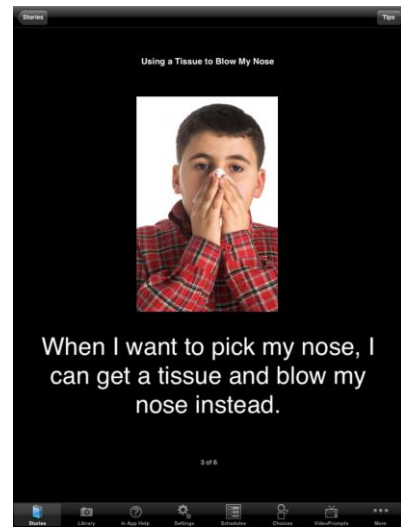 Stories
Tips
Using a Tissue to Blow My Nose
When I want to pick my nose, I
can get a tissue and blow my
nose instead.
3 of 6
Stories
Library
In App Help
Settings
Schedules
Choices
VideoPrompts
More